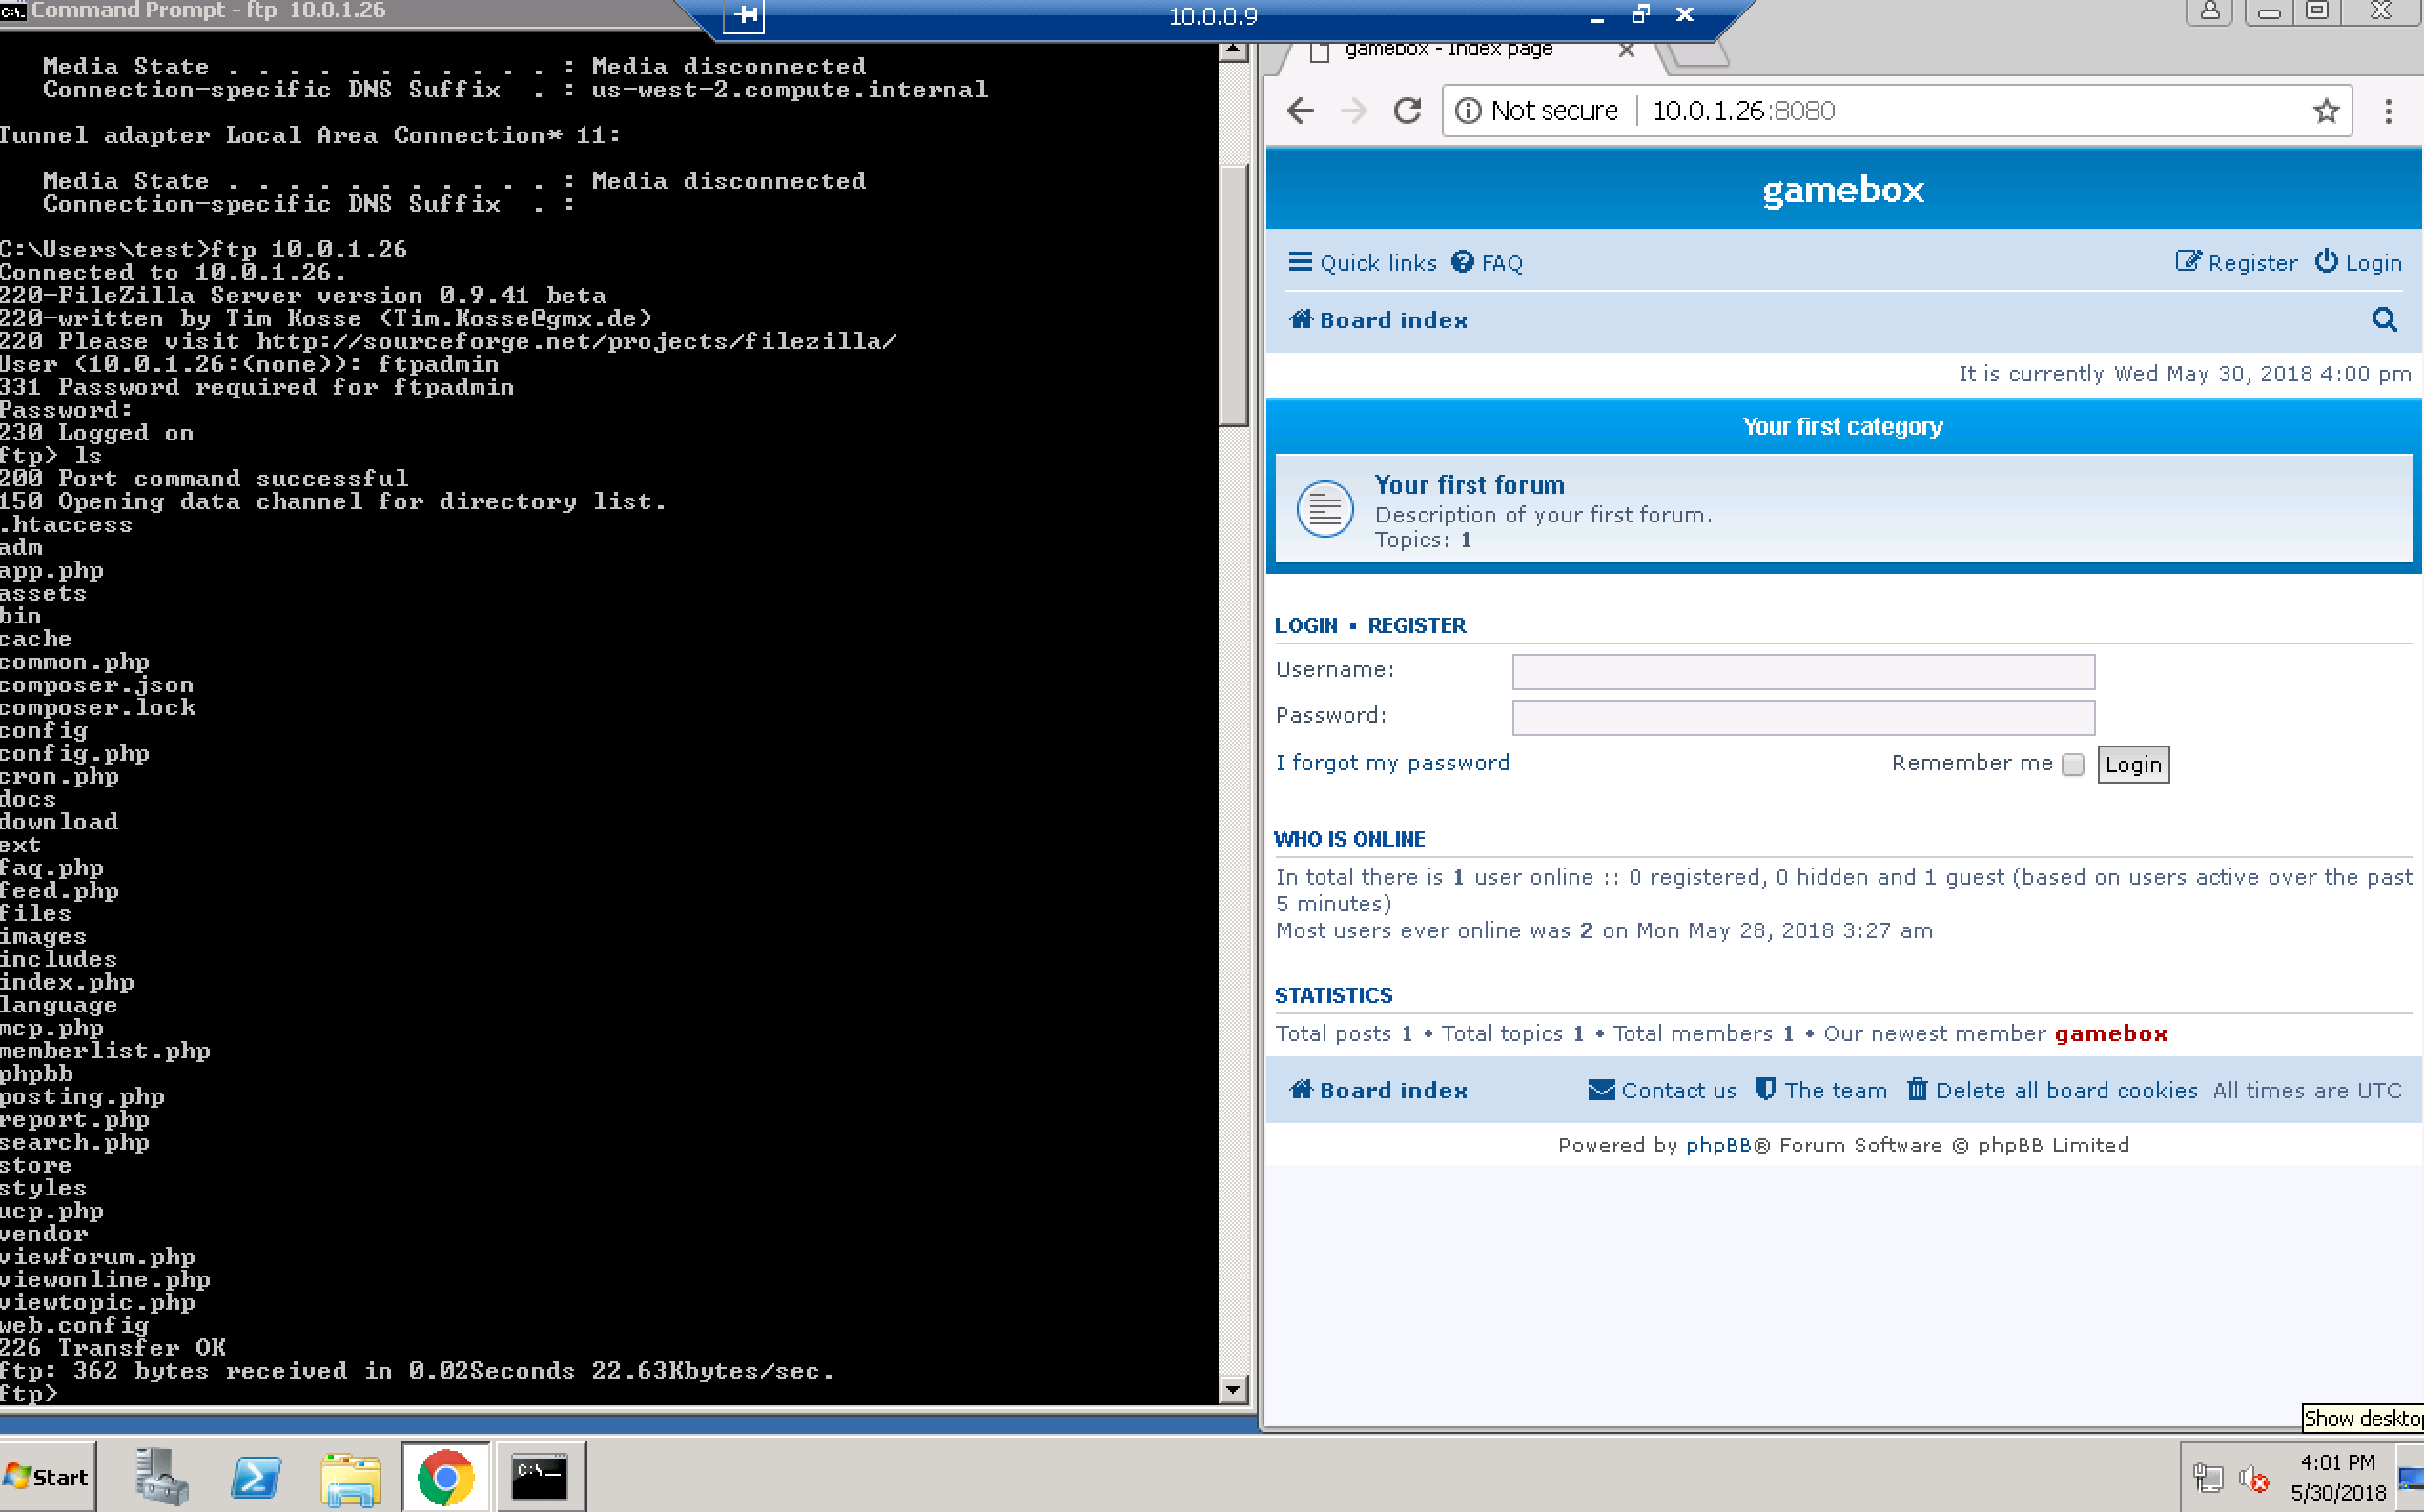 Command Prompt - ftp 10.0.1.26
10.0.0.9
Media State . . . . . . . . . . . : Media disconnected
Connection-specific DNS Suffix  . : us-west-2.compute.internal
Tunnel adapter Local Area Connection* 11:
Media State . . . . . . . . . . . : Media disconnected
Connection-specific DNS Suffix  . :
C:\Users\test>ftp 10.0.1.26
Connected to 10.0.1.26.
220-FileZilla Server version 0.9.41 beta
220-written by Tim Kosse (Tim.Kosse@gmx.de)
220 Please visit http://sourceforge.net/projects/filezilla/
User (10.0.1.26:(none)): ftpadmin
331 Password required for ftpadmin
Password:
230 Logged on
ftp> ls
200 Port command successful
150 Opening data channel for directory list.
.htaccess
adm
app.php
assets
bin
cache
common.php
composer.json
composer.lock
config
config.php
cron.php
docs
download
ext
faq.php
feed.php
files
images
includes
index.php
language
mcp.php
memberlist.php
phpbb
posting.php
report.php
search.php
store
styles
ucp.php
vendor
viewforum.php
viewonline.php
viewtopic.php
web.config
226 Transfer OK
ftp: 362 bytes received in 0.02Seconds 22.63Kbytes/sec.
ftp>
gamebox - Index page
Not secure | 10.0.1.26:8080
gamebox
Quick links FAQ Register Login
Board index
It is currently Wed May 30, 2018 4:00 pm
Your first category
Your first forum
Description of your first forum.
Topics: 1
LOGIN • REGISTER
Username:
Password:
I forgot my password Remember me Login
WHO IS ONLINE
In total there is 1 user online :: 0 registered, 0 hidden and 1 guest (based on users active over the past
5 minutes)
Most users ever online was 2 on Mon May 28, 2018 3:27 am
STATISTICS
Total posts 1 • Total topics 1 • Total members 1 • Our newest member gamebox
Board index Contact us The team Delete all board cookies All times are UTC
Powered by phpBB® Forum Software © phpBB Limited
Show desktop
Start
C:\
4:01 PM
5/30/2018